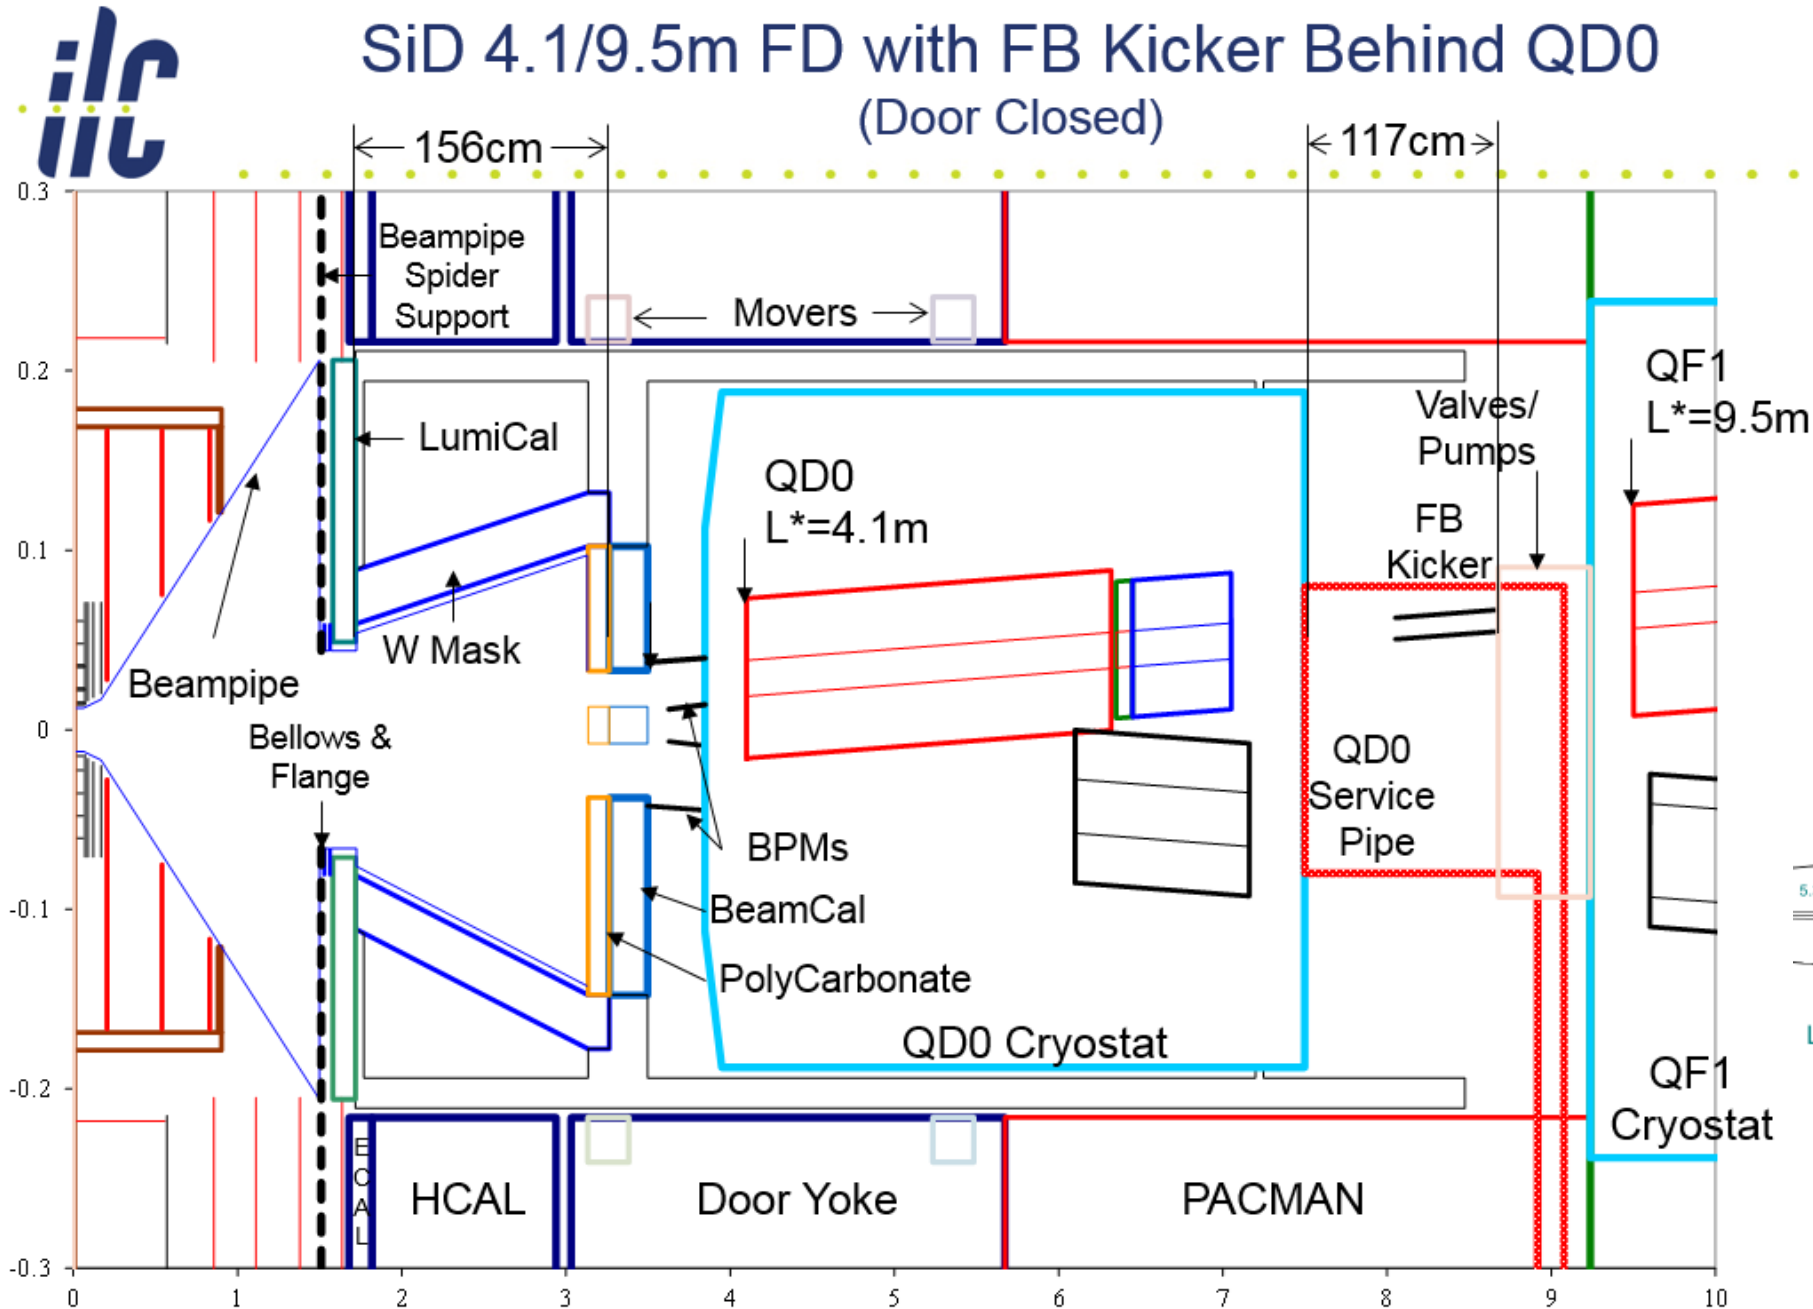 ilc
SiD 4.1/9.5m FD with FB Kicker Behind QD0
(Door Closed)
156cm
117cm
0.3
0.2
0.1
0
-0.1
-0.2
-0.3
Beampipe
Spider
Support
Movers
QF1
L*=9.5m
Valves/
Pumps
LumiCal
QD0
L*=4.1m
FB
Kicker
W Mask
Beampipe
Bellows &
Flange
QD0
Service
Pipe
BPMs
BeamCal
PolyCarbonate
QD0 Cryostat
QF1
Cryostat
ECAL
HCAL
Door Yoke
PACMAN
0 1 2 3 4 5 6 7 8 9 10
5.
L